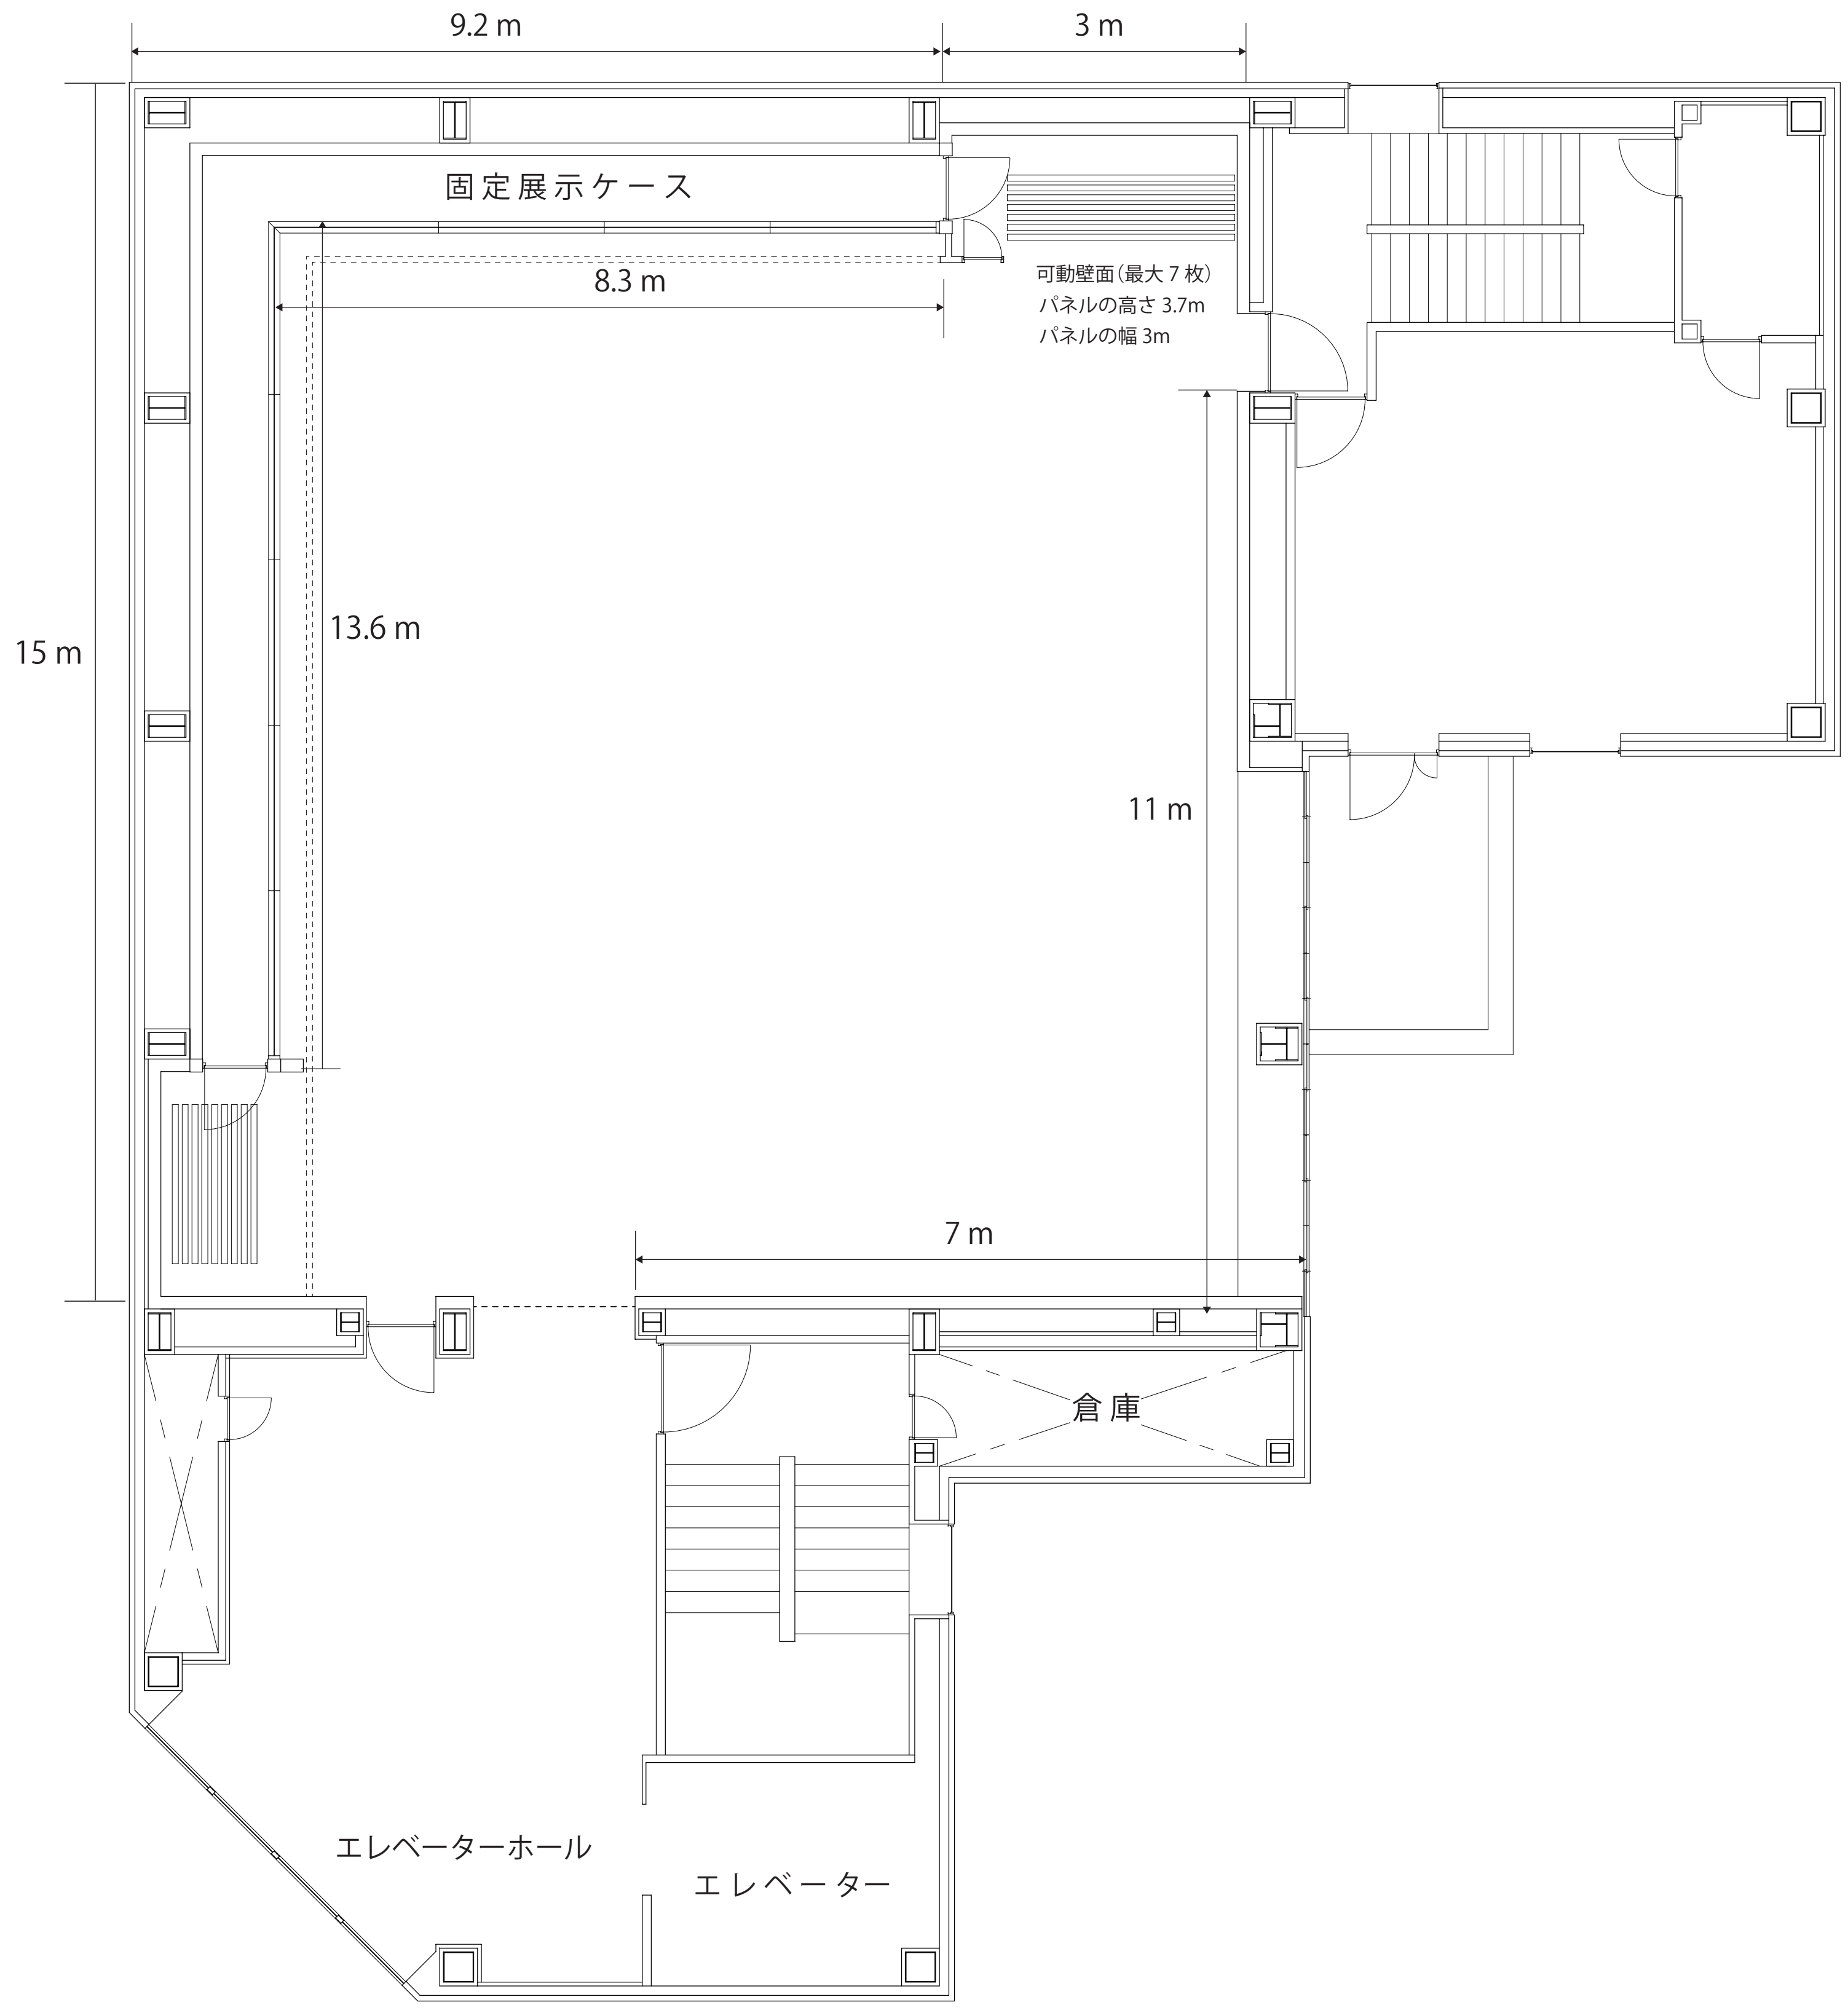 9.2 m
3 m
固定展示ケース
8.3 m
可動壁面（最大 7 枚）
パネルの高さ 3.7m
パネルの幅 3m
13.6 m
15 m
11 m
7 m
倉庫
エレベーターホール
エレベーター